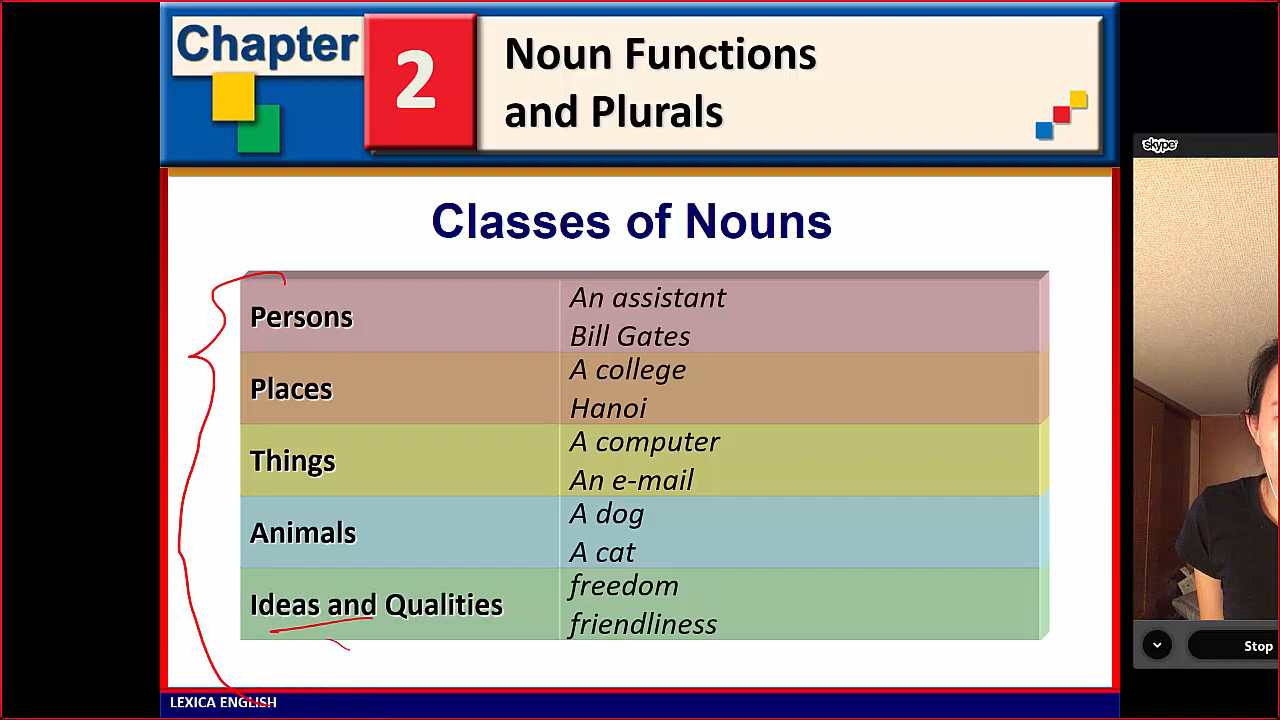 Chapter
2
Noun Functions
and Plurals
skype
Classes of Nouns
Persons
An assistant
Bill Gates
Places
A college
Hanoi
Things
A computer
An e-mail
Animals
A dog
A cat
Ideas and Qualities
freedom
friendliness
Stop
LEXICA ENGLISH